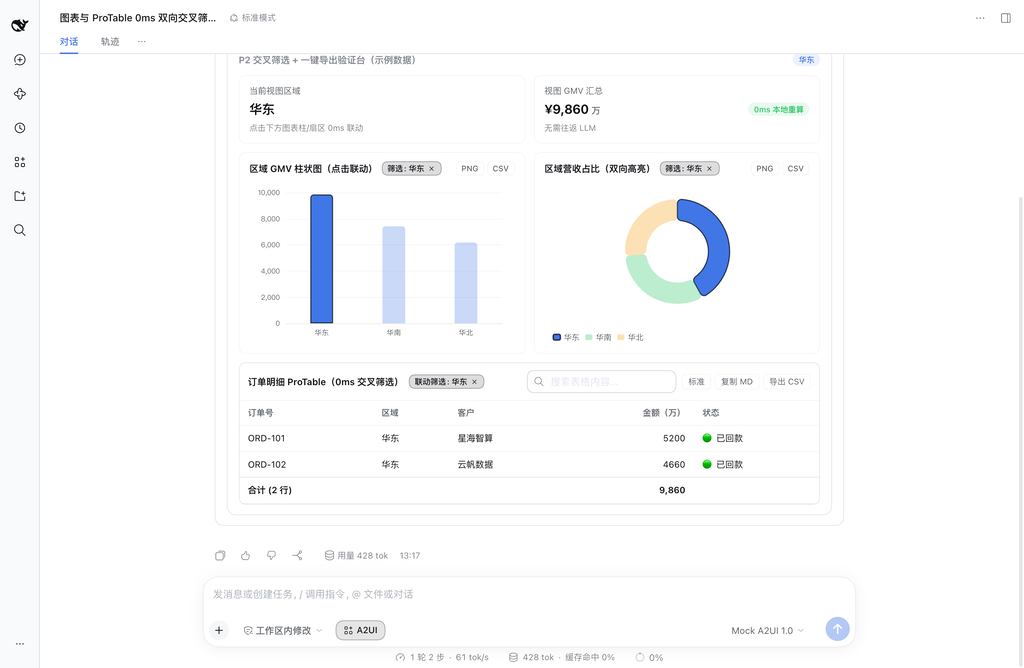 图表与 ProTable 0ms 双向交叉筛...
标准模式
对话
轨迹
P2 交叉筛选 + 一键导出验证台（示例数据）
华东
当前视图区域
华东
点击下方图表柱/扇区 0ms 联动
视图 GMV 汇总
¥9,860 万
无需往返 LLM
0ms 本地重算
区域 GMV 柱状图（点击联动）
筛选: 华东 ×
PNG
CSV
10,000
8,000
6,000
4,000
2,000
0
华东
华南
华北
区域营收占比（双向高亮）
筛选: 华东 ×
PNG
CSV
华东
华南
华北
订单明细 ProTable（0ms 交叉筛选）
联动筛选: 华东 ×
搜索表格内容...
标准
复制 MD
导出 CSV
订单号 区域 客户 金额（万） 状态
ORD-101 华东 星海智算 5200 已回款
ORD-102 华东 云帆数据 4660 已回款
合计 (2 行) 9,860
用量 428 tok
13:17
发消息或创建任务, / 调用指令, @ 文件或对话
工作区内修改
A2UI
Mock A2UI 1.0
1 轮 2 步 · 61 tok/s
428 tok · 缓存命中 0%
0%